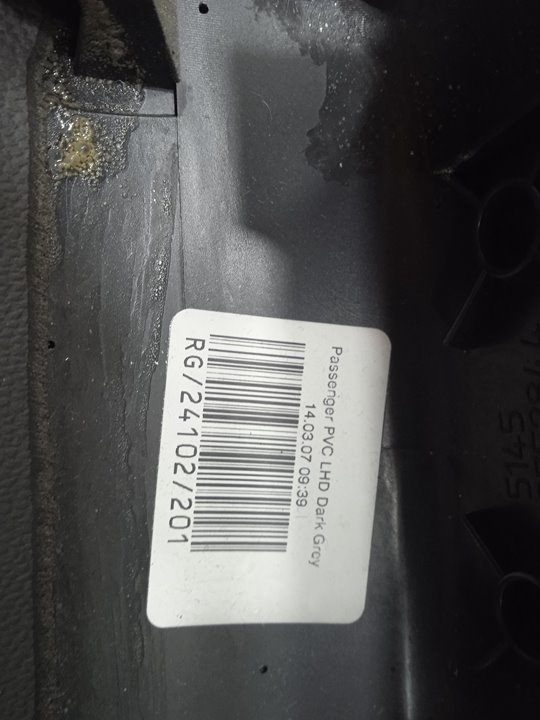 Passenger PVC LHD Dark Grey
14.03.07 09:39
RG/24102/201
5145